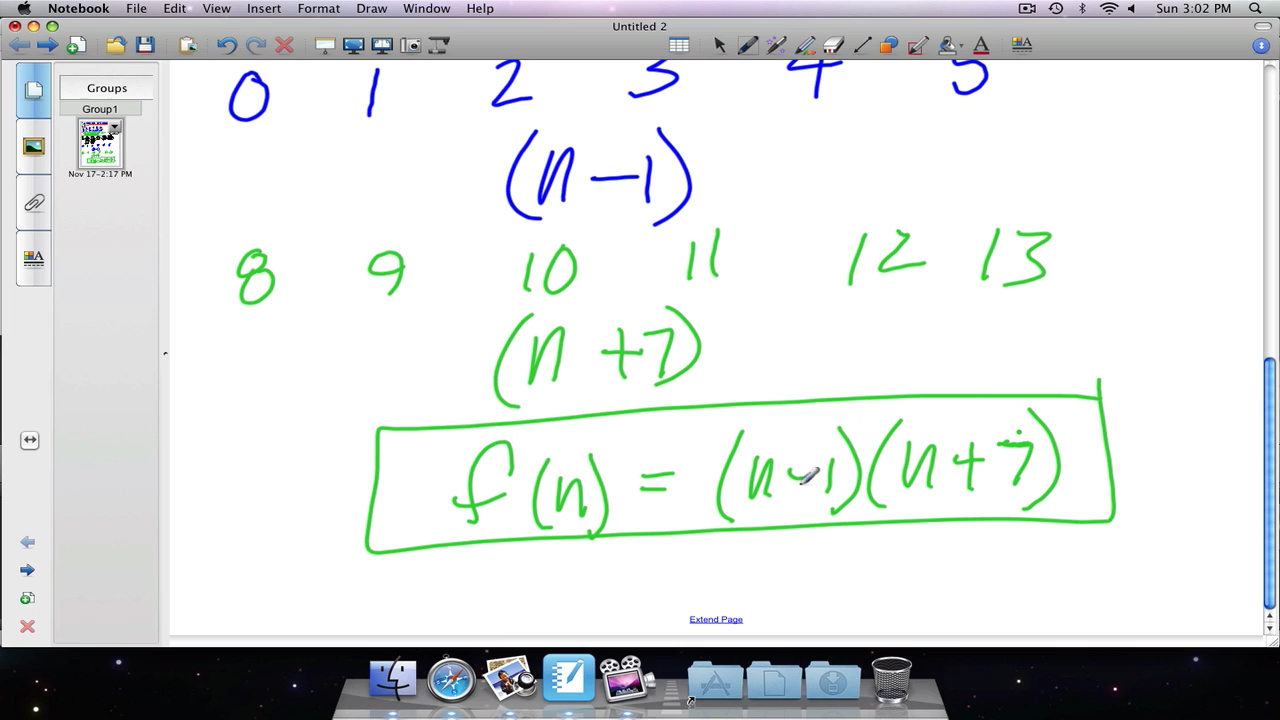 Notebook File Edit View Insert Format Draw Window Help Sun 3:02 PM
Untitled 2
Groups
Group1
Nov 17-2:17 PM
0 1 2 3 4 5
(n-1)
8 9 10 11 12 13
(n+7)
f(n) = (n-1)(n+7)
Extend Page